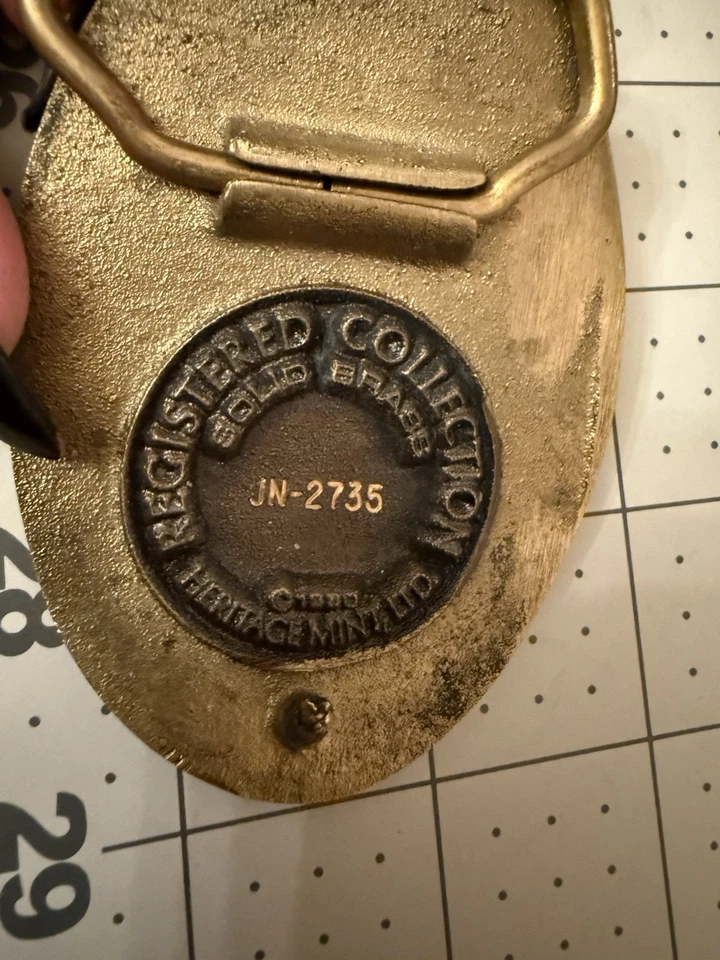 REGISTERED COLLECTION
SOLID BRASS
JN-2735
©
HERITAGE MINT, LTD.
28
29